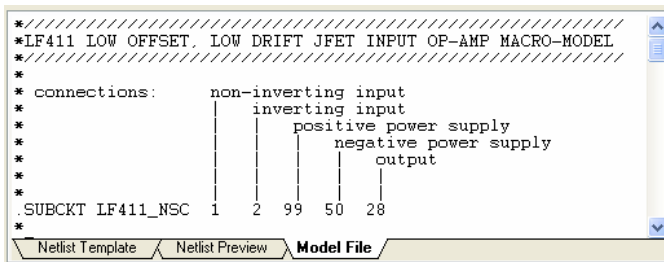 *////////////////////////////////////////////////////////////
*LF411 LOW OFFSET, LOW DRIFT JFET INPUT OP-AMP MACRO-MODEL
*////////////////////////////////////////////////////////////
*
* connections:      non-inverting input
*                   |   inverting input
*                   |   |   positive power supply
*                   |   |   |   negative power supply
*                   |   |   |   |   output
*                   |   |   |   |   |
*                   |   |   |   |   |
.SUBCKT LF411_NSC   1   2  99  50  28
*
Netlist Template / Netlist Preview \ Model File /